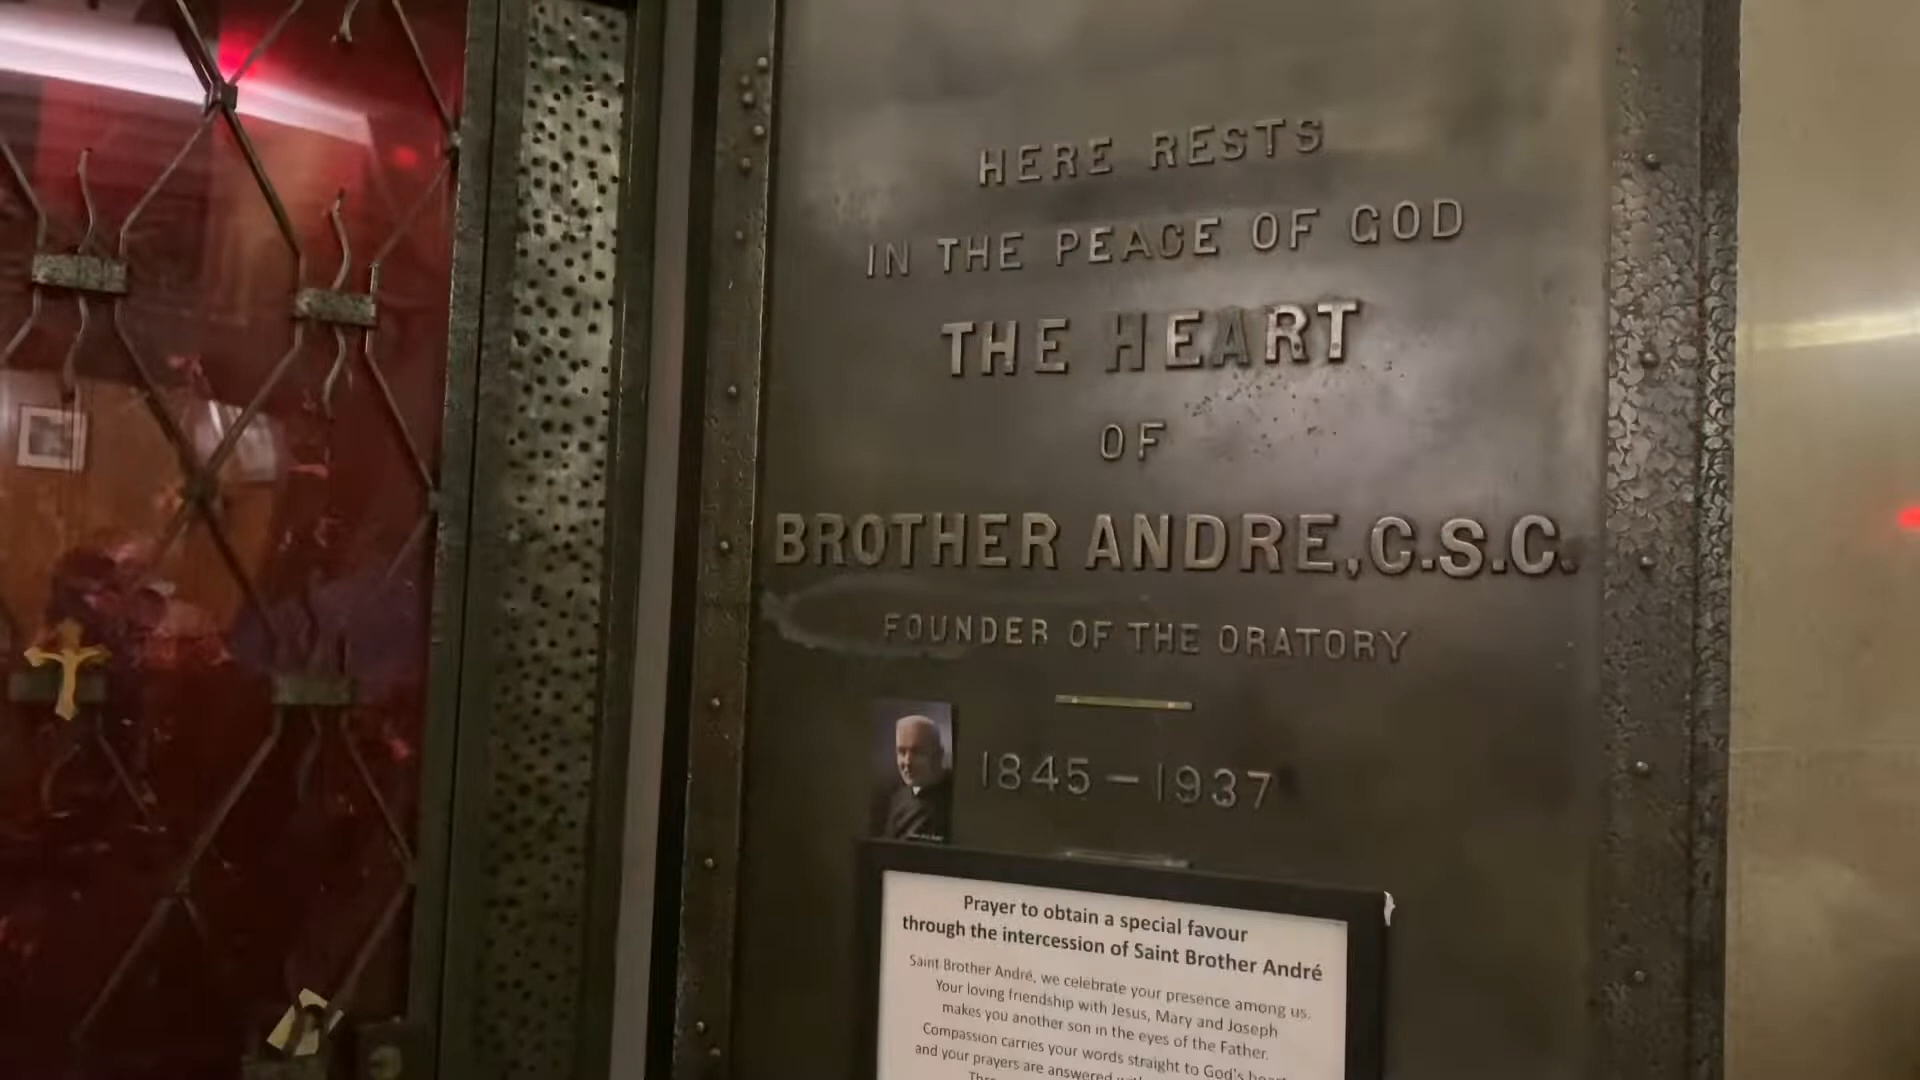 HERE RESTS
IN THE PEACE OF GOD
THE HEART
OF
BROTHER ANDRE, C.S.C.
FOUNDER OF THE ORATORY
1845 – 1937
Prayer to obtain a special favour
through the intercession of Saint Brother André
Saint Brother André, we celebrate your presence among us.
Your loving friendship with Jesus, Mary and Joseph
makes you another son in the eyes of the Father.
Compassion carries your words straight to God's
and your prayers are answered